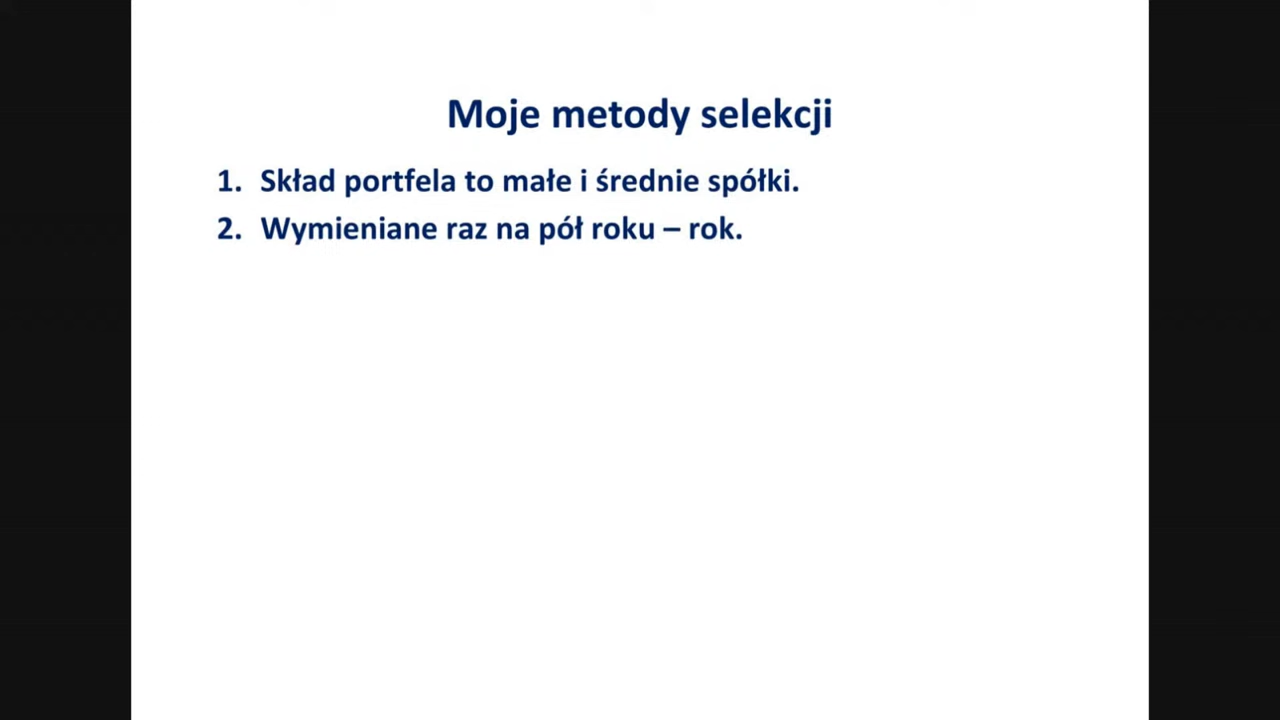 Moje metody selekcji
1. Skład portfela to małe i średnie spółki.
2. Wymieniane raz na pół roku – rok.